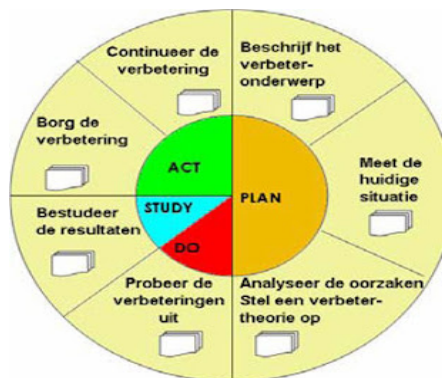 Continueer de
verbetering
Beschrijf het
verbeter-
onderwerp
Borg de
verbetering
Meet de
huidige
situatie
ACT
PLAN
STUDY
DO
Bestudeer
de resultaten
Probeer de
verbeteringen
uit
Analyseer de oorzaken
Stel een verbeter-
theorie op